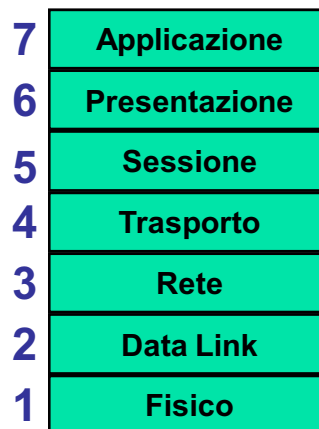 7 Applicazione
6 Presentazione
5 Sessione
4 Trasporto
3 Rete
2 Data Link
1 Fisico